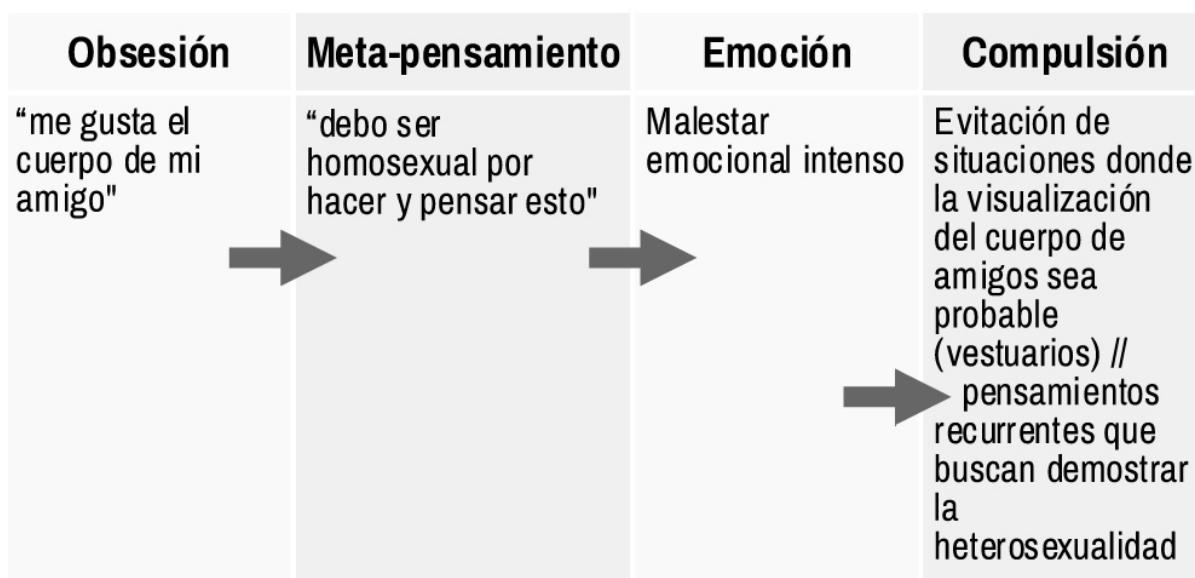 Obsesión
Meta-pensamiento
Emoción
Compulsión
“me gusta el
cuerpo de mi
amigo"
“debo ser
homosexual por
hacer y pensar esto"
Malestar
emocional intenso
Evitación de
situaciones donde
la visualización
del cuerpo de
amigos sea
probable
(vestuarios) //
pensamientos
recurrentes que
buscan demostrar
la
heterosexualidad